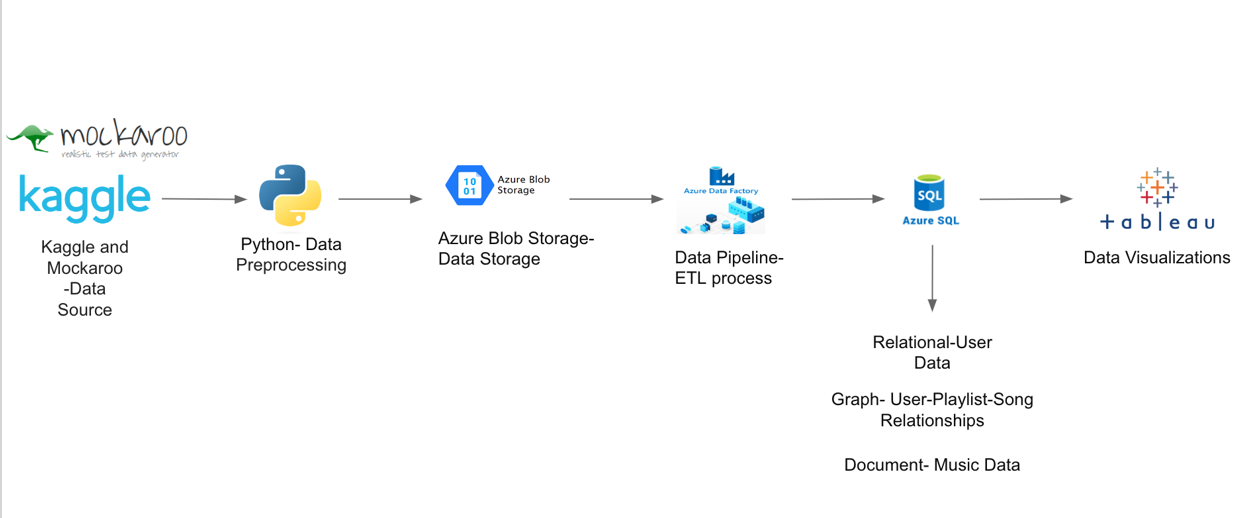 mockaroo
realistic test data generator
kaggle
Kaggle and
Mockaroo
-Data
Source
Python- Data
Preprocessing
10
01
Azure Blob
Storage
Azure Blob Storage-
Data Storage
Azure Data Factory
Data Pipeline-
ETL process
SQL
Azure SQL
Relational-User
Data
Graph- User-Playlist-Song
Relationships
Document- Music Data
+ableau
Data Visualizations